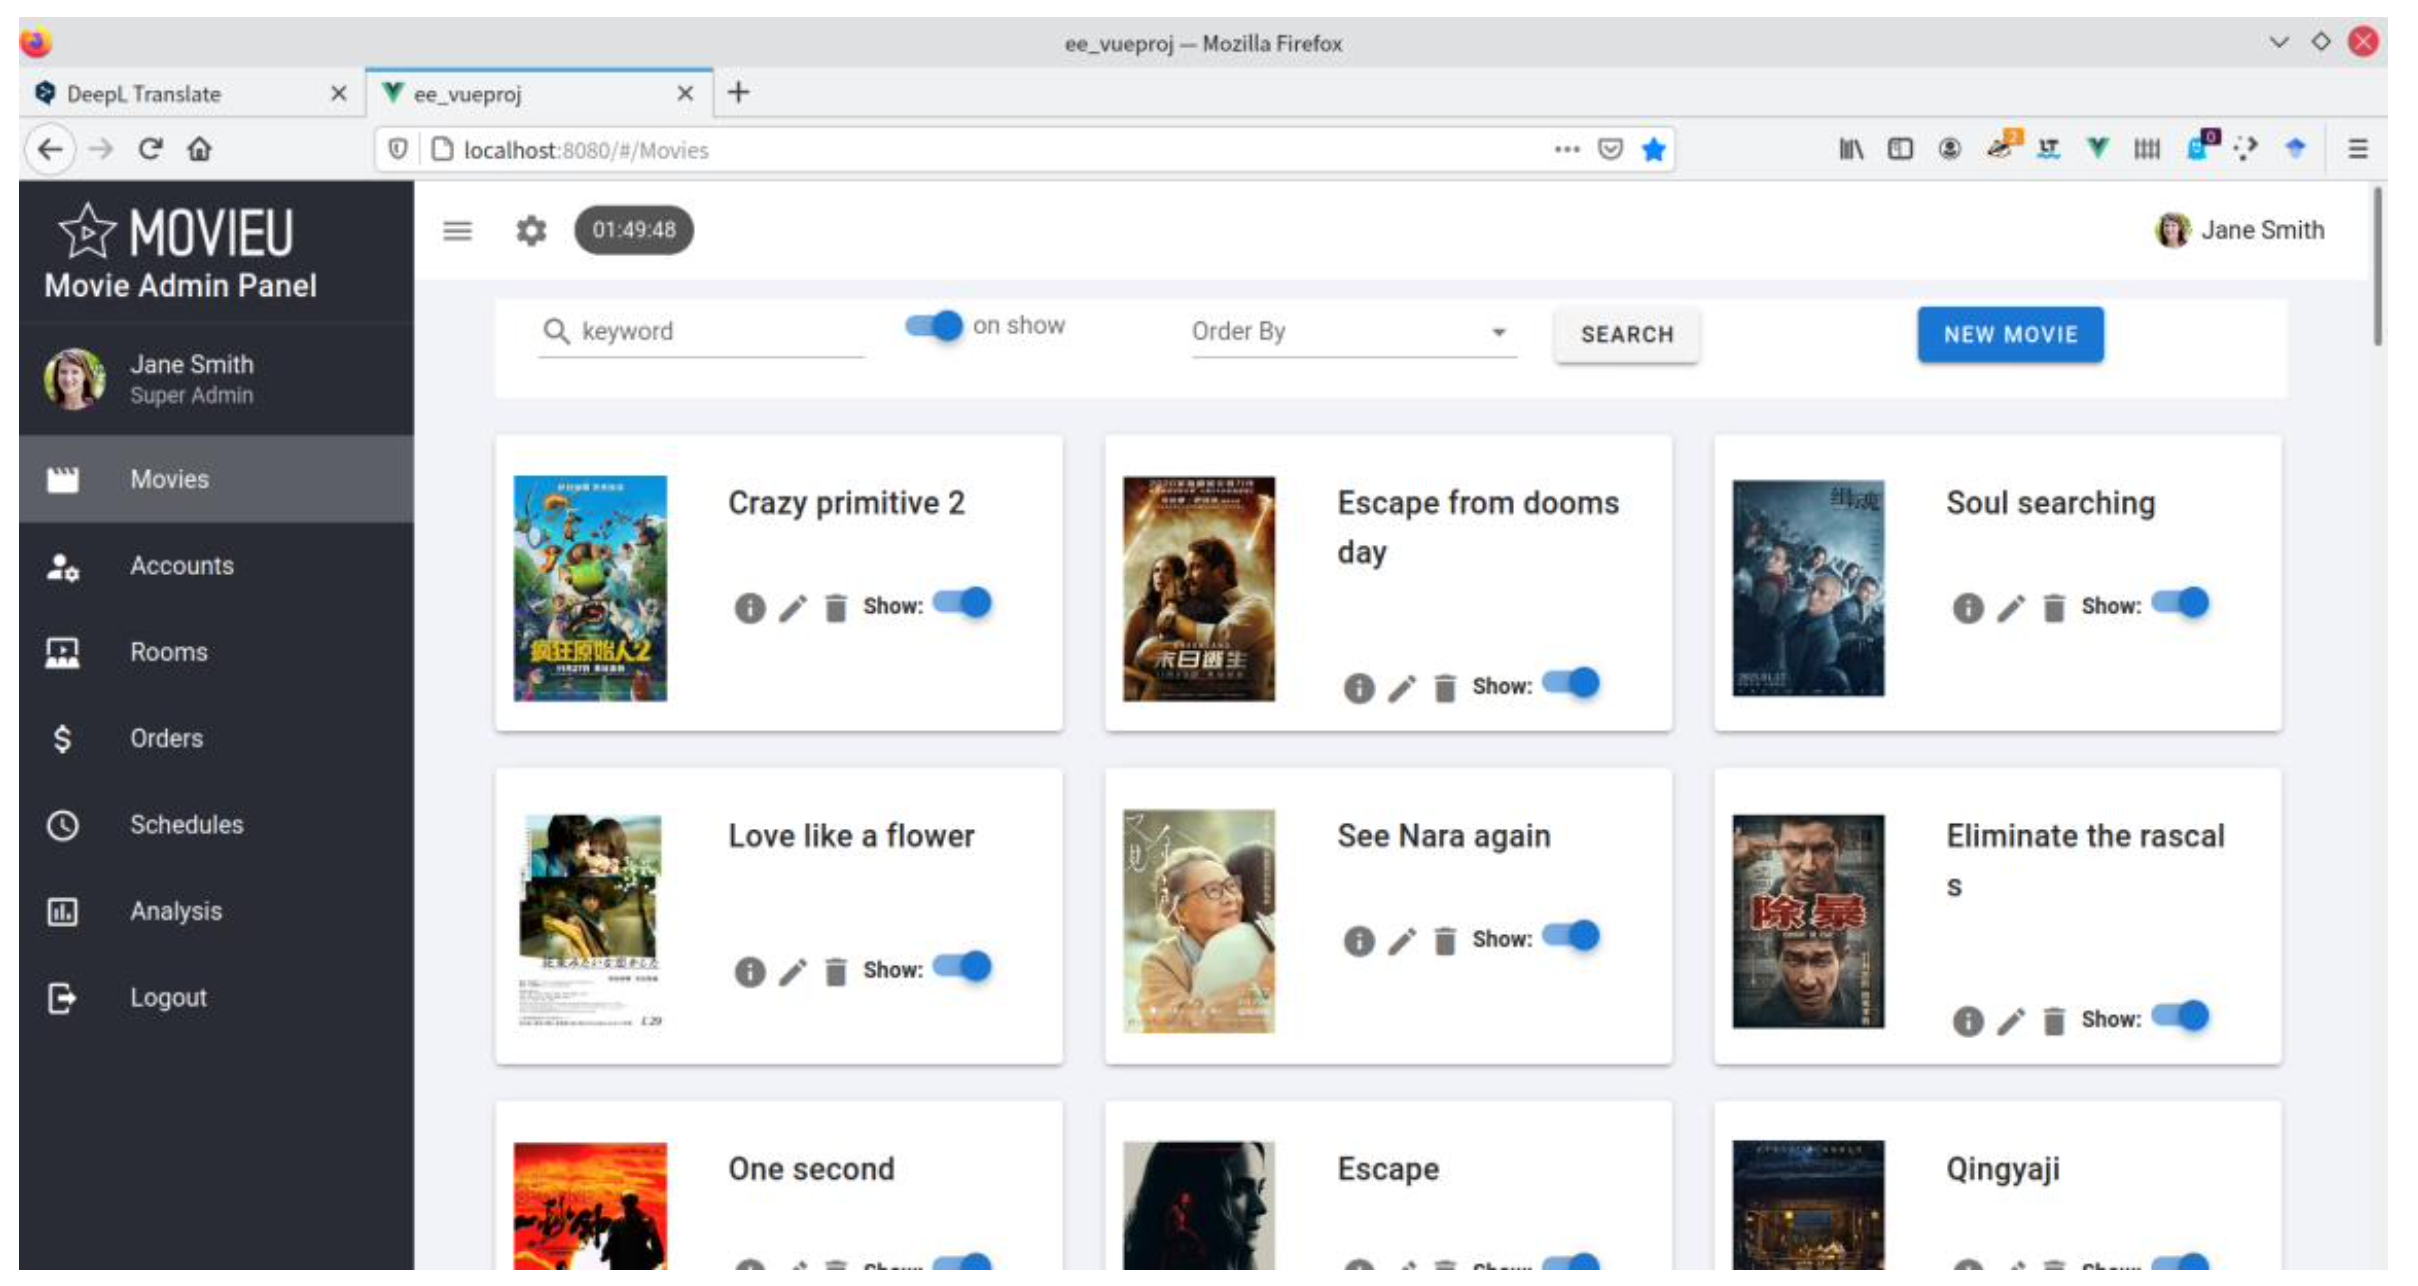 ee_vueproj — Mozilla Firefox
DeepL Translate
ee_vueproj
localhost:8080/#/Movies
2
LT
0
MOVIEU
Movie Admin Panel
01:49:48
Jane Smith
Jane Smith
Super Admin
Movies
Accounts
Rooms
Orders
Schedules
Analysis
Logout
keyword
on show
Order By
SEARCH
NEW MOVIE
Crazy primitive 2
疯狂原始人2
Show:
Escape from dooms
day
末日逃生
Show:
Soul searching
缉魂
Show:
Love like a flower
Show:
See Nara again
Show:
Eliminate the rascal
s
除暴
Show:
One second
一秒钟
Show:
Escape
Show:
Qingyaji
Show: